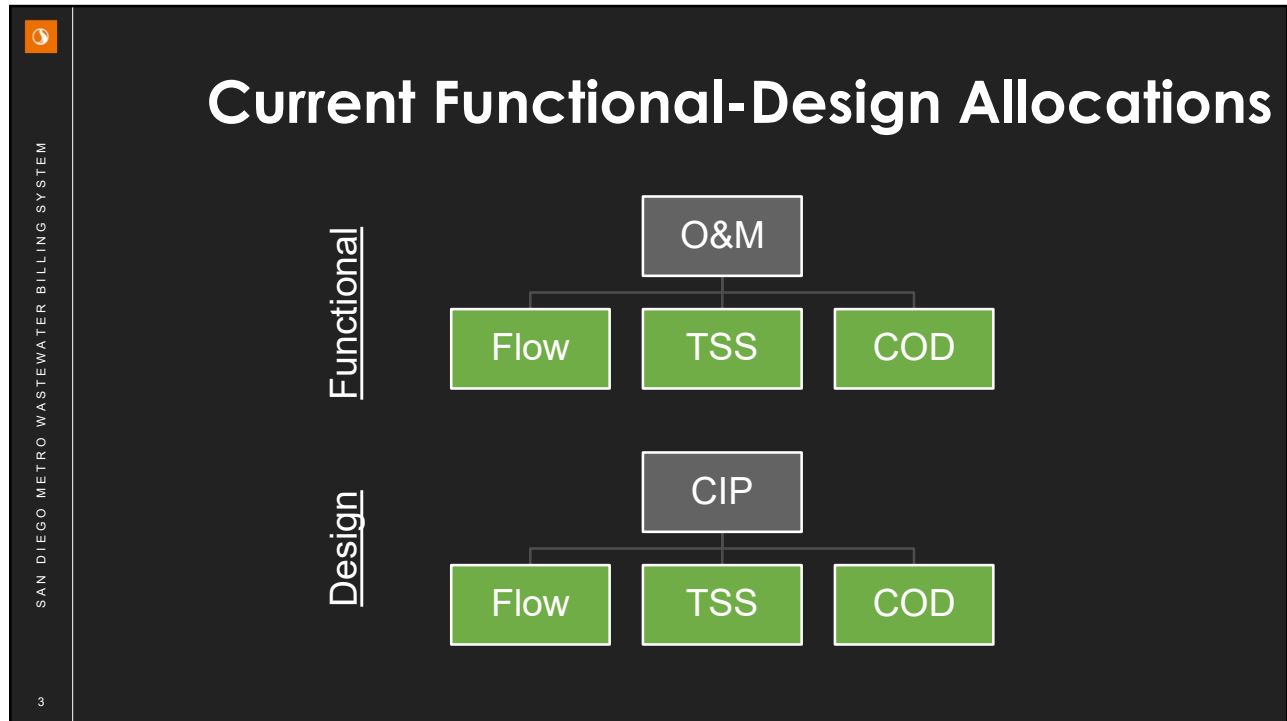 Current Functional-Design Allocations
SAN DIEGO METRO WASTEWATER BILLING SYSTEM
Functional
O&M
Flow TSS COD
Design
CIP
Flow TSS COD
3